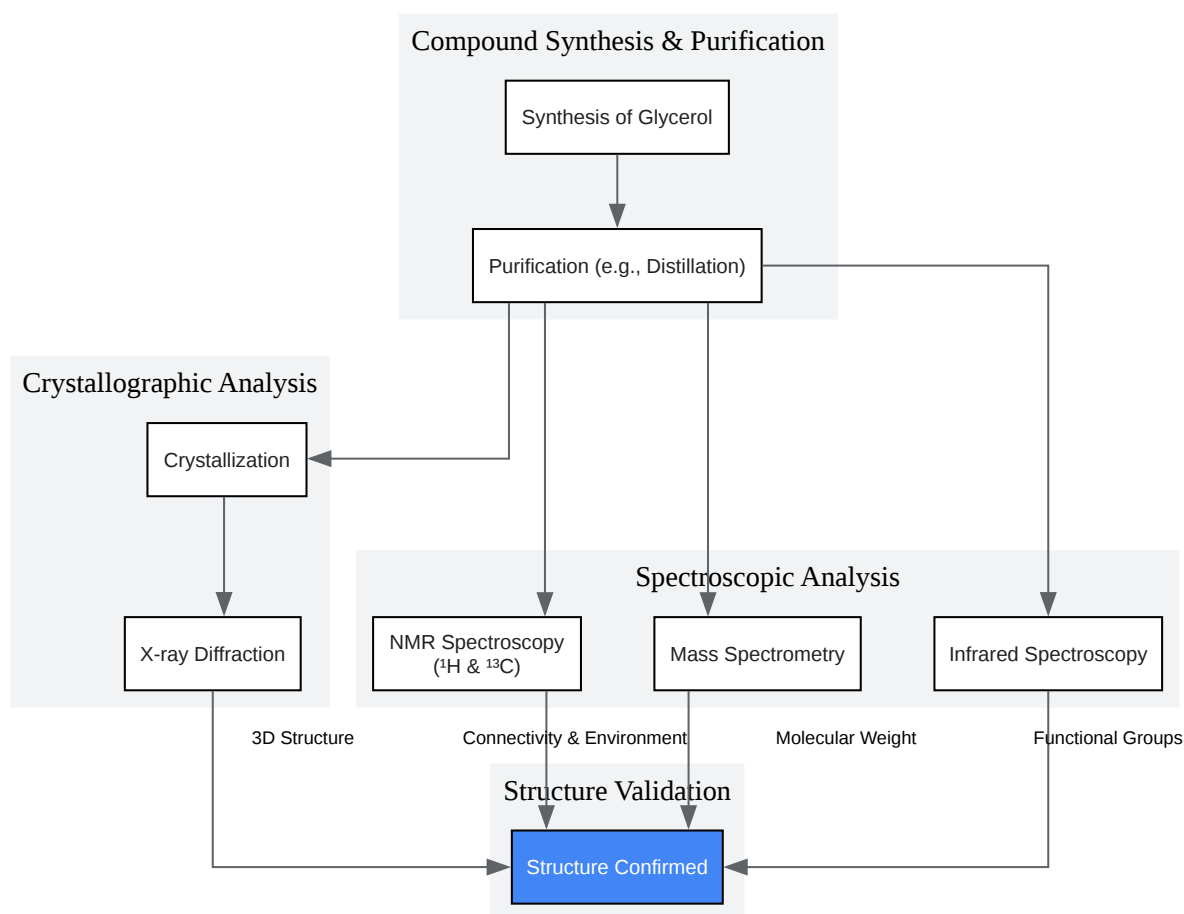 Compound Synthesis & Purification
Synthesis of Glycerol
Purification (e.g., Distillation)
Crystallographic Analysis
Crystallization
X-ray Diffraction
Spectroscopic Analysis
NMR Spectroscopy
(¹H & ¹³C)
Mass Spectrometry
Infrared Spectroscopy
3D Structure
Connectivity & Environment
Molecular Weight
Functional Groups
Structure Validation
Structure Confirmed